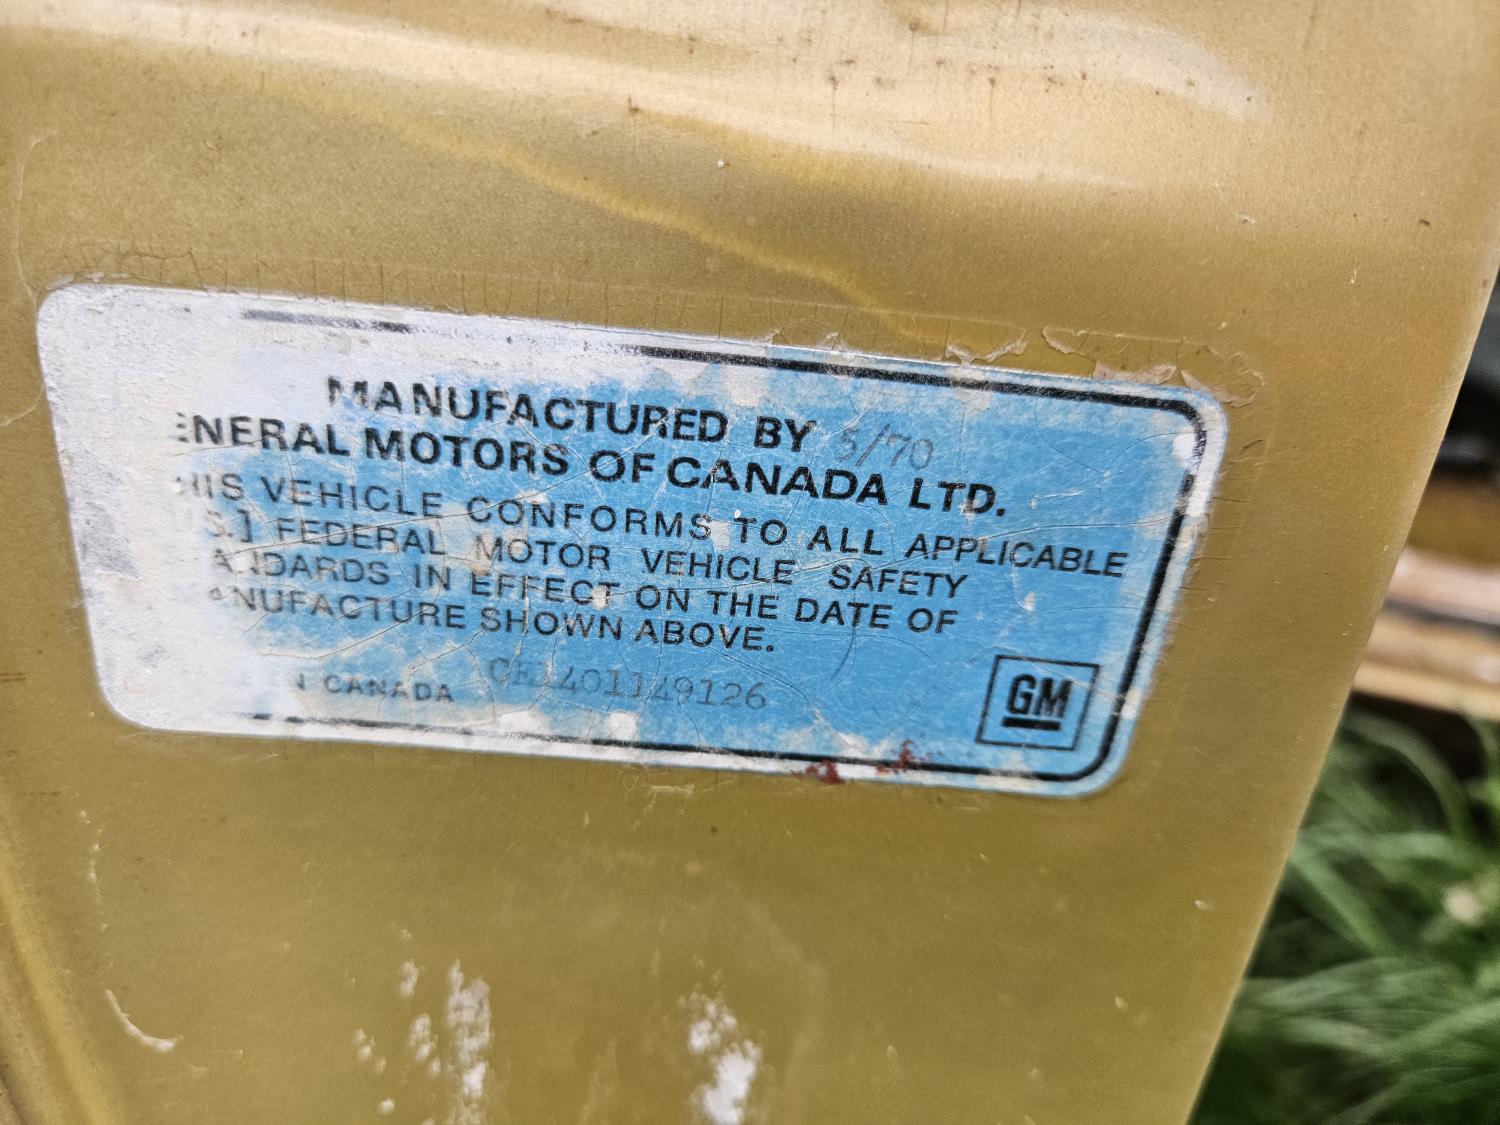 MANUFACTURED BY 5/70
ENERAL MOTORS OF CANADA LTD.
HIS VEHICLE CONFORMS TO ALL APPLICABLE
S.] FEDERAL MOTOR VEHICLE SAFETY
ANDARDS IN EFFECT ON THE DATE OF
ANUFACTURE SHOWN ABOVE.
N CANADA
GM